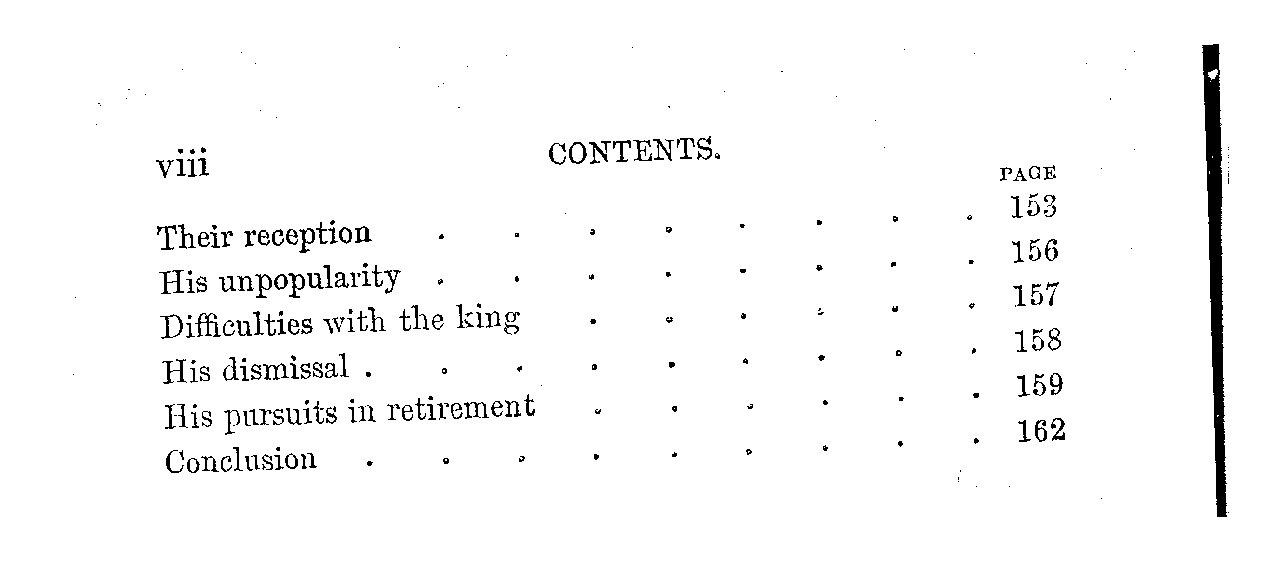 viii CONTENTS.
PAGE
Their reception . . . . . . . . 153
His unpopularity . . . . . . . . 156
Difficulties with the king . . . . . . 157
His dismissal . . . . . . . . . 158
His pursuits in retirement . . . . . . 159
Conclusion . . . . . . . . . 162